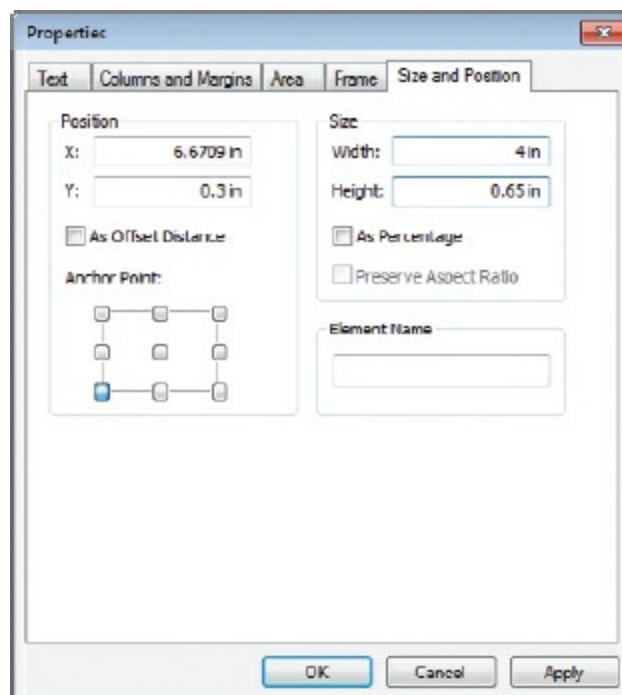 Properties
Text Columns and Margins Area Frame Size and Position
Position
X: 6.6709 in
Y: 0.3 in
As Offset Distance
Anchor Point:
Size
Width: 4 in
Height: 0.65 in
As Percentage
Preserve Aspect Ratio
Element Name
OK Cancel Apply